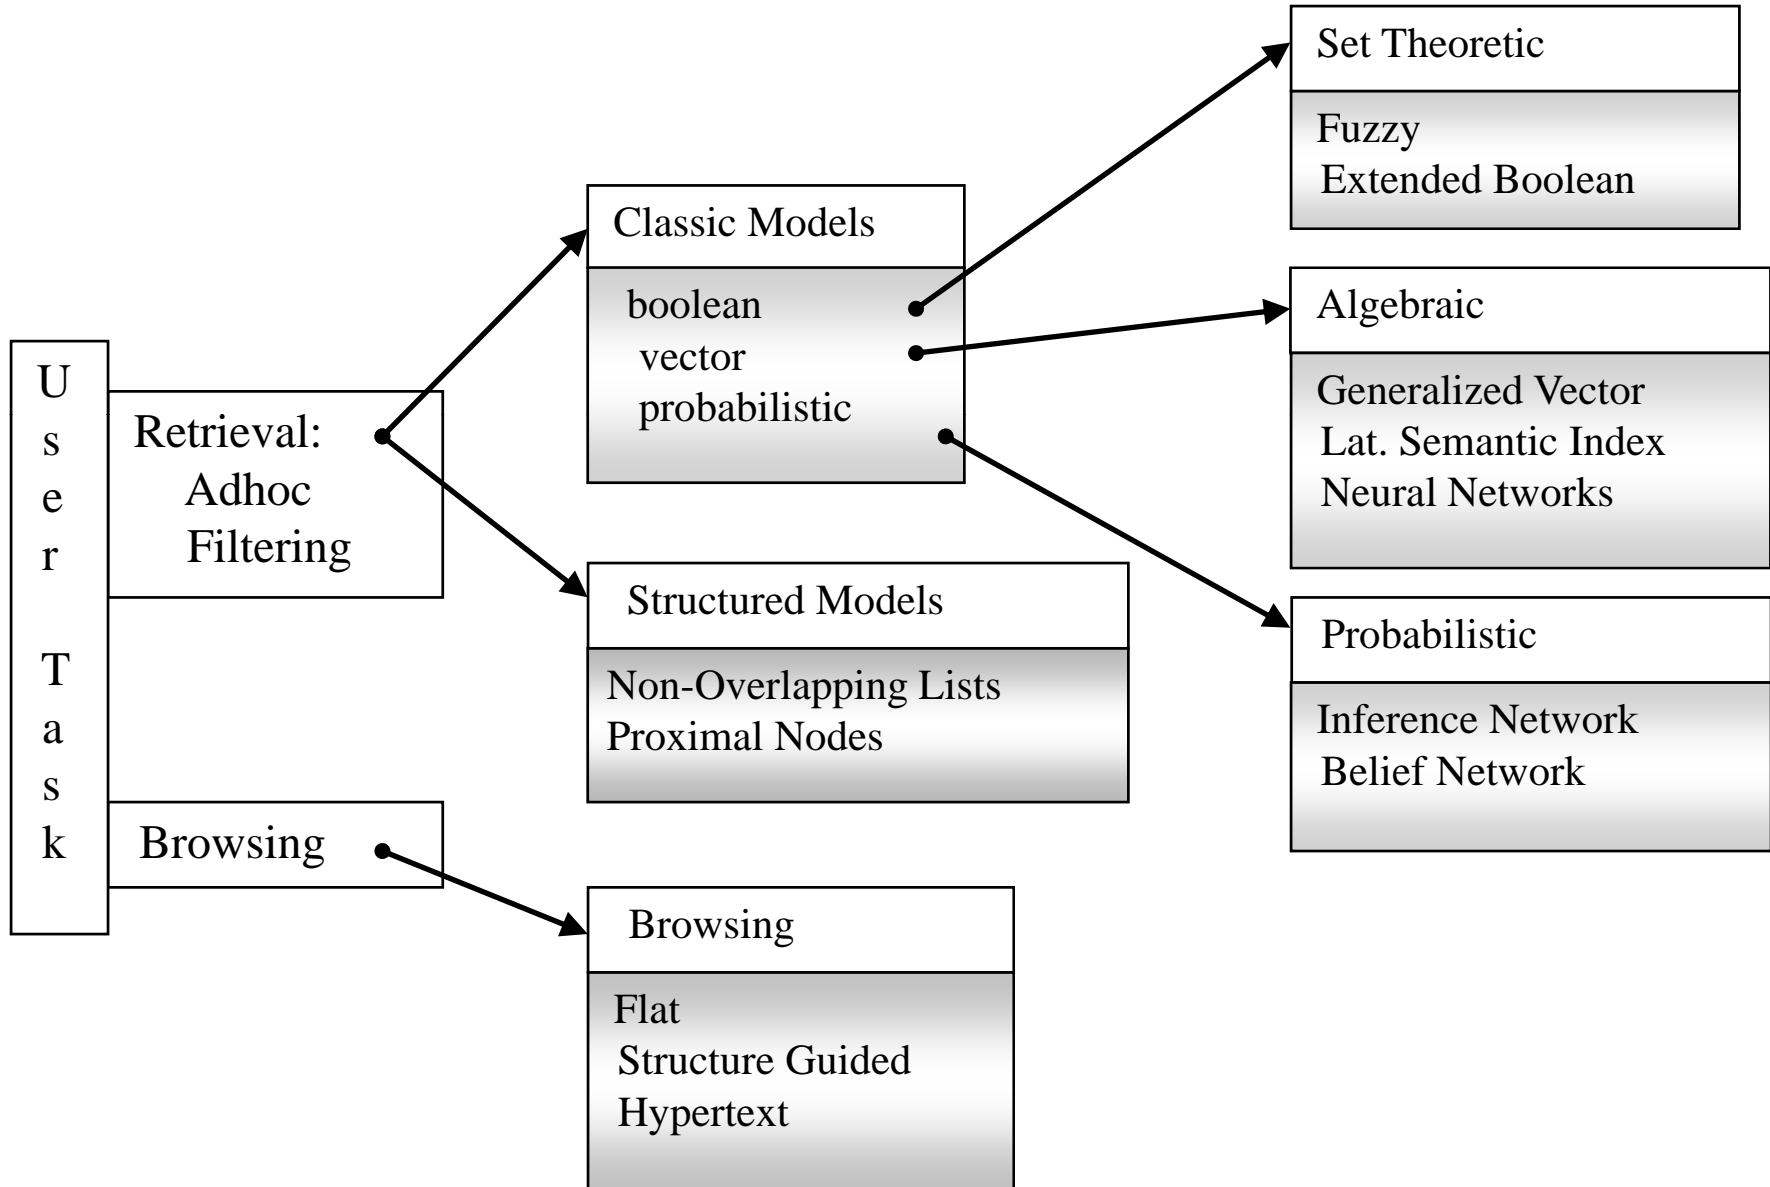 User Task
Retrieval:
Adhoc
Filtering
Browsing
Classic Models
boolean
vector
probabilistic
Structured Models
Non-Overlapping Lists
Proximal Nodes
Browsing
Flat
Structure Guided
Hypertext
Set Theoretic
Fuzzy
Extended Boolean
Algebraic
Generalized Vector
Lat. Semantic Index
Neural Networks
Probabilistic
Inference Network
Belief Network